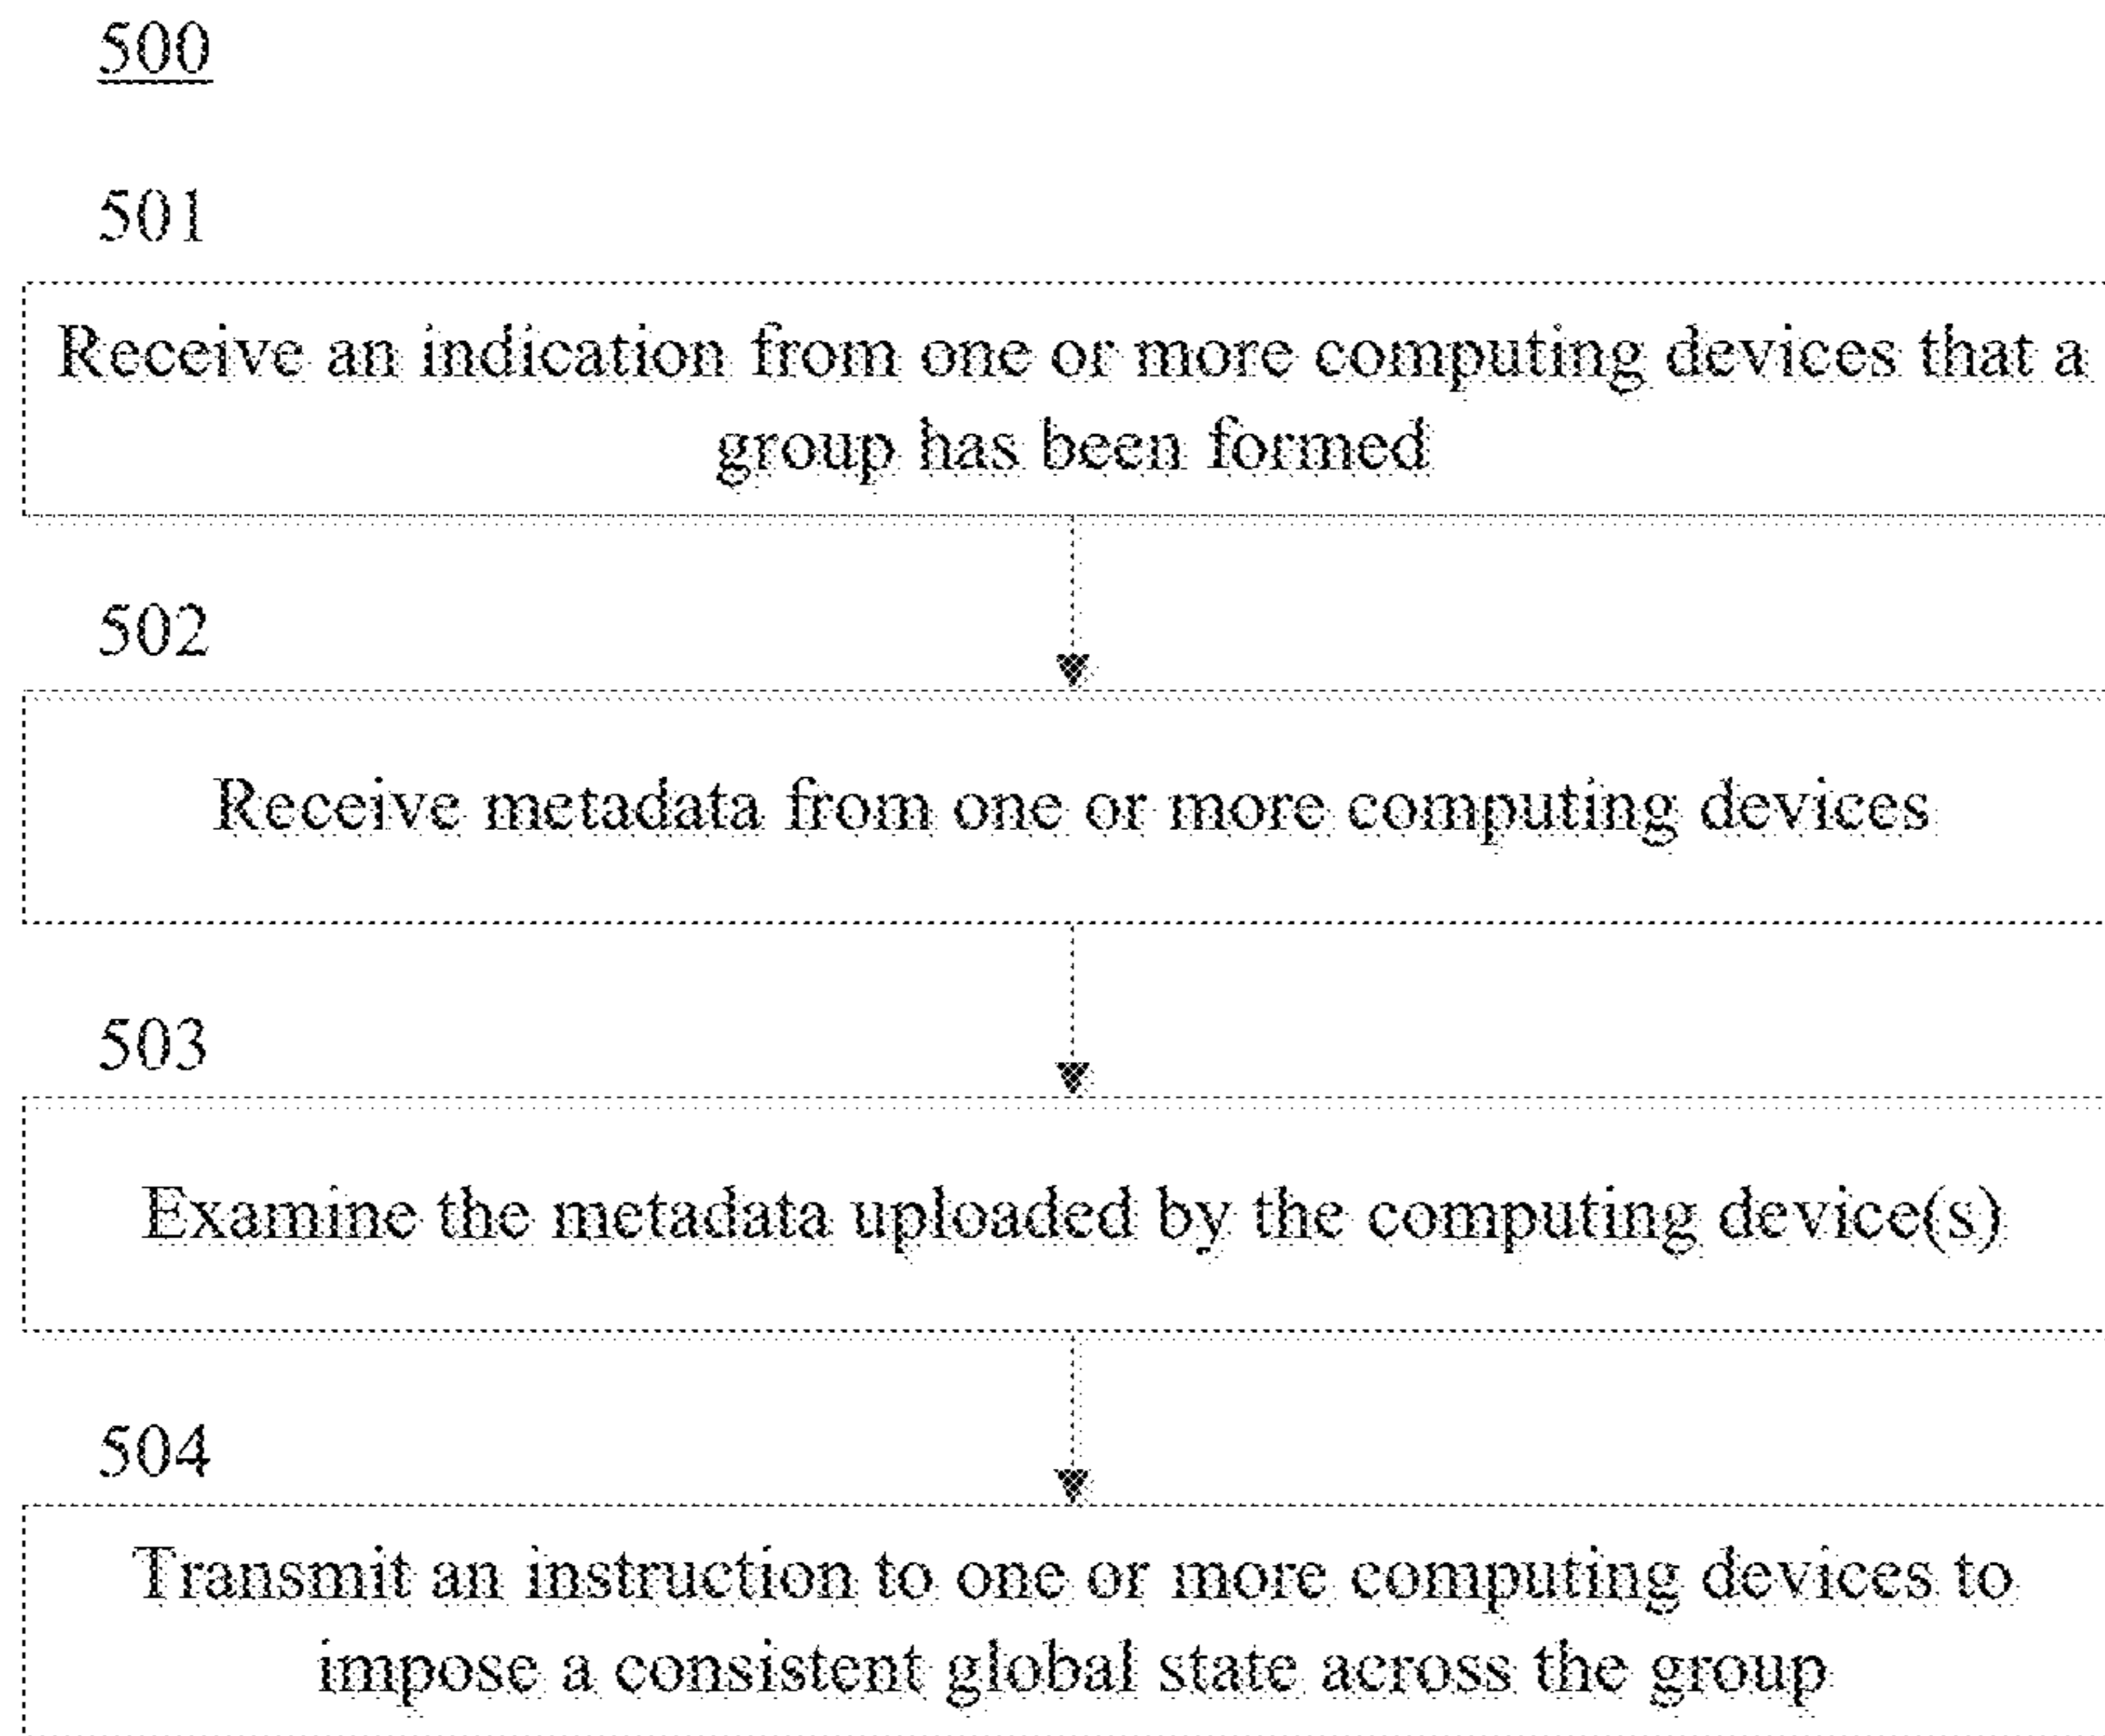 500
501
Receive an indication from one or more computing devices that a
group has been formed
502
Receive metadata from one or more computing devices
503
Examine the metadata uploaded by the computing device(s)
504
Transmit an instruction to one or more computing devices to
impose a consistent global state across the group